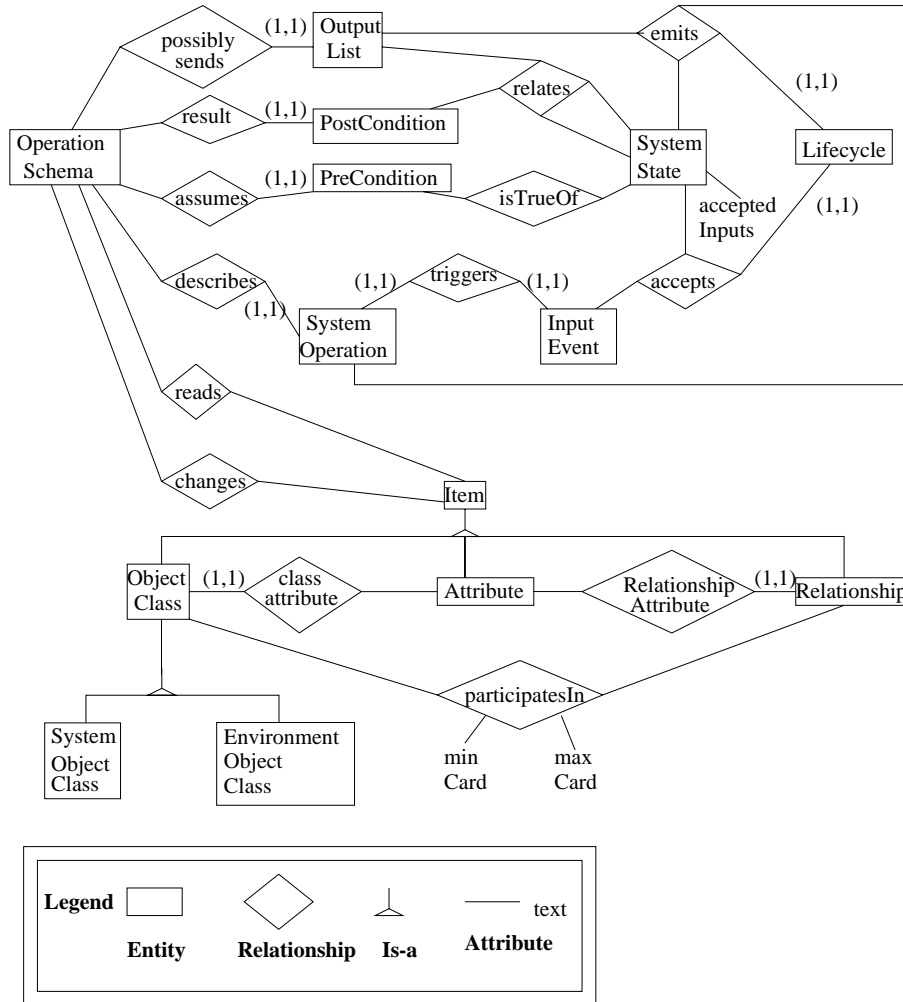 (1,1)
Output
List
possibly
sends
emits
(1,1)
relates
result
(1,1)
PostCondition
Operation
Schema
System
State
Lifecycle
(1,1)
PreCondition
assumes
isTrueOf
accepted
Inputs
(1,1)
describes
(1,1)
triggers
(1,1)
(1,1)
accepts
System
Operation
Input
Event
reads
changes
Item
Object
Class
(1,1)
class
attribute
Attribute
Relationship
Attribute
(1,1)
Relationship
participatesIn
System
Object
Class
Environment
Object
Class
min
Card
max
Card
Legend
text
Entity
Relationship
Is-a
Attribute